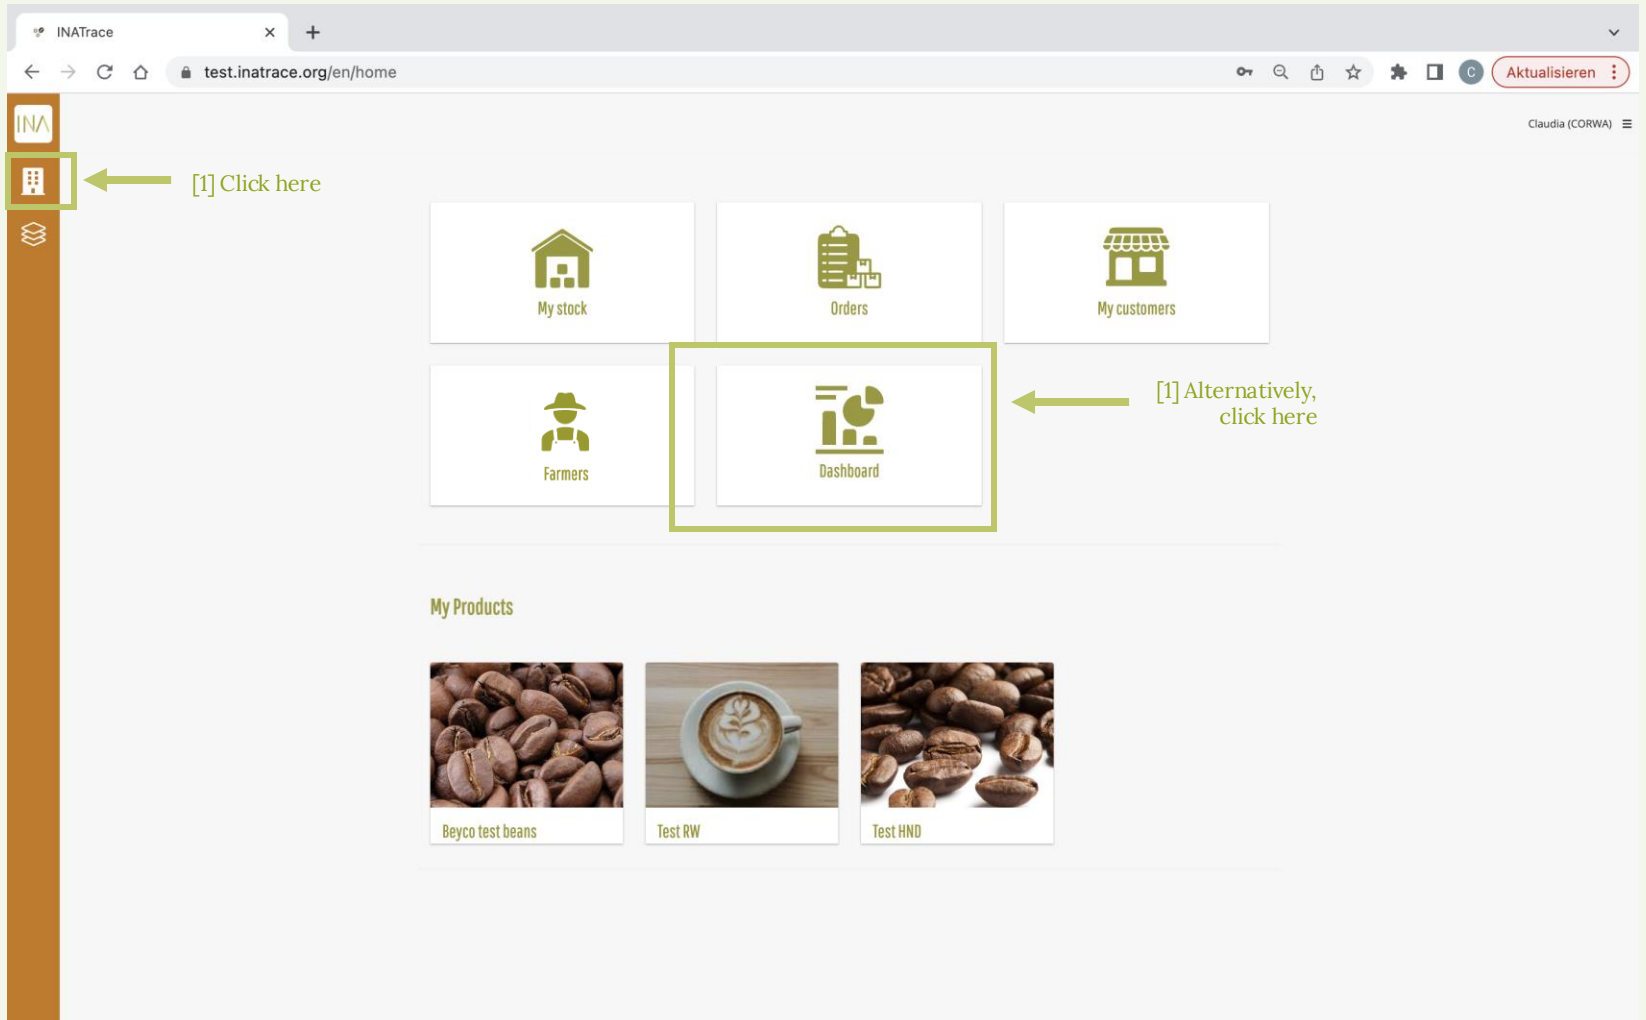 INATrace
test.inatrace.org/en/home
C
Aktualisieren
INA
Claudia (CORWA)
[1] Click here
My stock
Orders
My customers
[1] Alternatively,
click here
Farmers
Dashboard
My Products
Beyco test beans
Test RW
Test HND